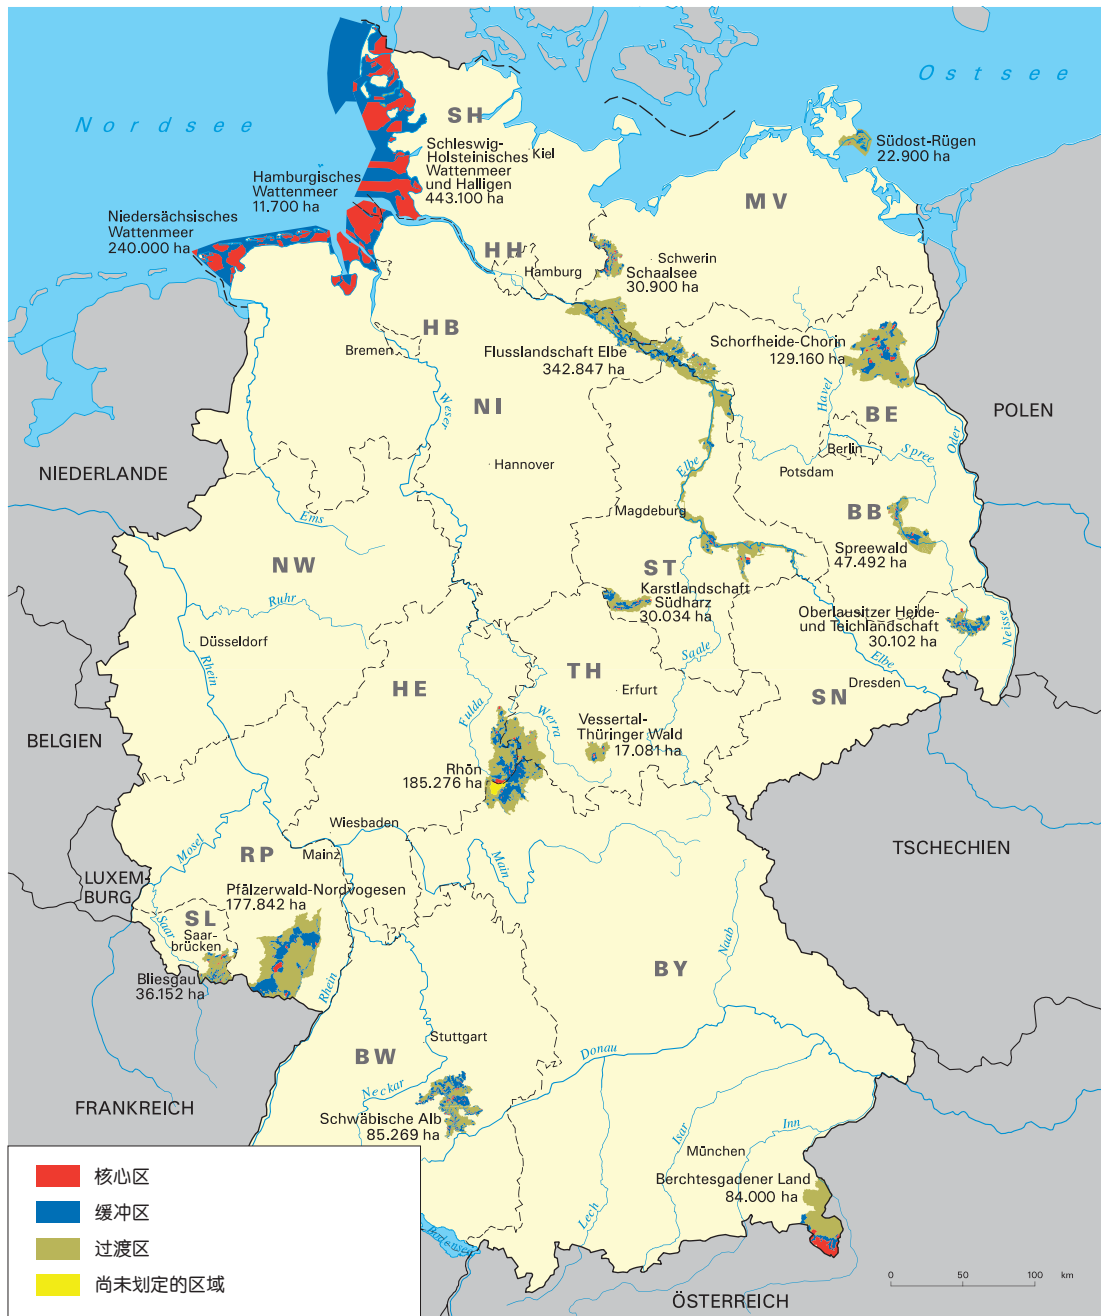 Nordsee
Ostsee
SH
Kiel
Schleswig-
Holsteinisches
Wattenmeer
und Halligen
443.100 ha
Hamburgisches
Wattenmeer
11.700 ha
Niedersächsisches
Wattenmeer
240.000 ha
Südost-Rügen
22.900 ha
MV
HH
Hamburg
Schwerin
Schaalsee
30.900 ha
HB
Bremen
Flusslandschaft Elbe
342.847 ha
Schorfheide-Chorin
129.160 ha
Weser
NI
Havel
BE
Oder
POLEN
NIEDERLANDE
Hannover
Elbe
Berlin
Spree
Potsdam
Ems
Magdeburg
BB
Spreewald
47.492 ha
NW
ST
Ruhr
Karstlandschaft
Südharz
30.034 ha
Oberlausitzer Heide-
und Teichlandschaft
30.102 ha
Neisse
Düsseldorf
Rhein
Saale
Elbe
HE
TH
Erfurt
SN
Dresden
Fulda
Werra
BELGIEN
Vessertal-
Thüringer Wald
17.081 ha
Rhön
185.276 ha
Mosel
Wiesbaden
Mainz
RP
Main
TSCHECHIEN
LUXEM-
BURG
Pfälzerwald-Nordvogesen
177.842 ha
SL
Saar
Saar-
brücken
Bliesgau
36.152 ha
Rhein
Naab
BY
Stuttgart
BW
Donau
Neckar
FRANKREICH
Schwäbische Alb
85.269 ha
Isar
Inn
München
Lech
Berchtesgadener Land
84.000 ha
Bodensee
ÖSTERREICH
核心区
缓冲区
过渡区
尚未划定的区域
0 50 100 km